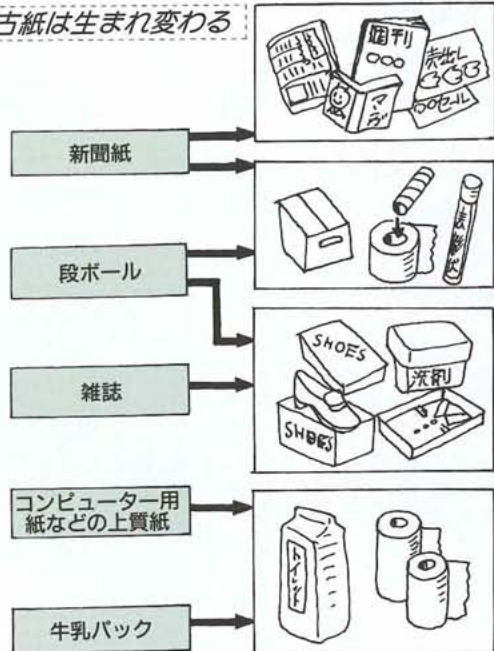 古紙は生まれ変わる
新聞紙
段ボール
雑誌
コンピューター用
紙などの上質紙
牛乳パック
週刊
○○○
マンガ
売出し
○○セール
表彰状
SHOES
洗剤
SHOES
トイレット